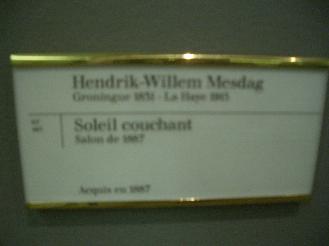 Hendrik-Willem Mesdag
Groningue 1831 - La Haye 1915
Soleil couchant
Salon de 1887
Acquis en 1887